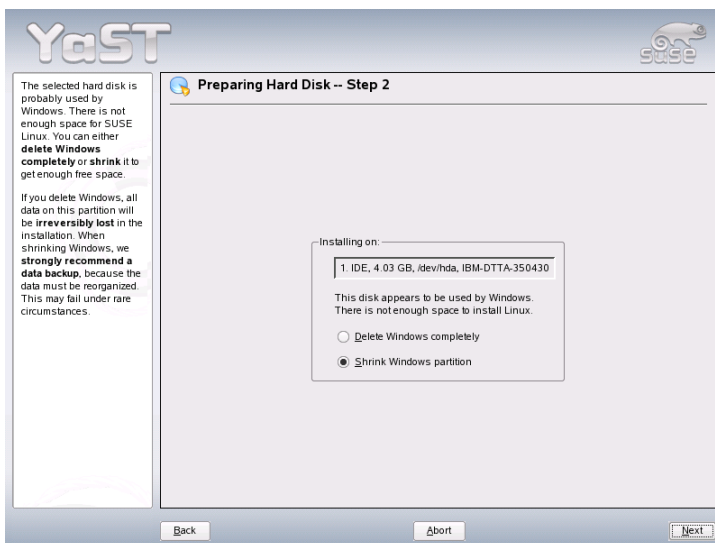 YaST
SUSE
The selected hard disk is
probably used by
Windows. There is not
enough space for SUSE
Linux. You can either
delete Windows
completely or shrink it to
get enough free space.
If you delete Windows, all
data on this partition will
be irreversibly lost in the
installation. When
shrinking Windows, we
strongly recommend a
data backup, because the
data must be reorganized.
This may fail under rare
circumstances.
Preparing Hard Disk -- Step 2
Installing on:
1. IDE, 4.03 GB, /dev/hda, IBM-DTTA-350430
This disk appears to be used by Windows.
There is not enough space to install Linux.
Delete Windows completely
Shrink Windows partition
Back
Abort
Next